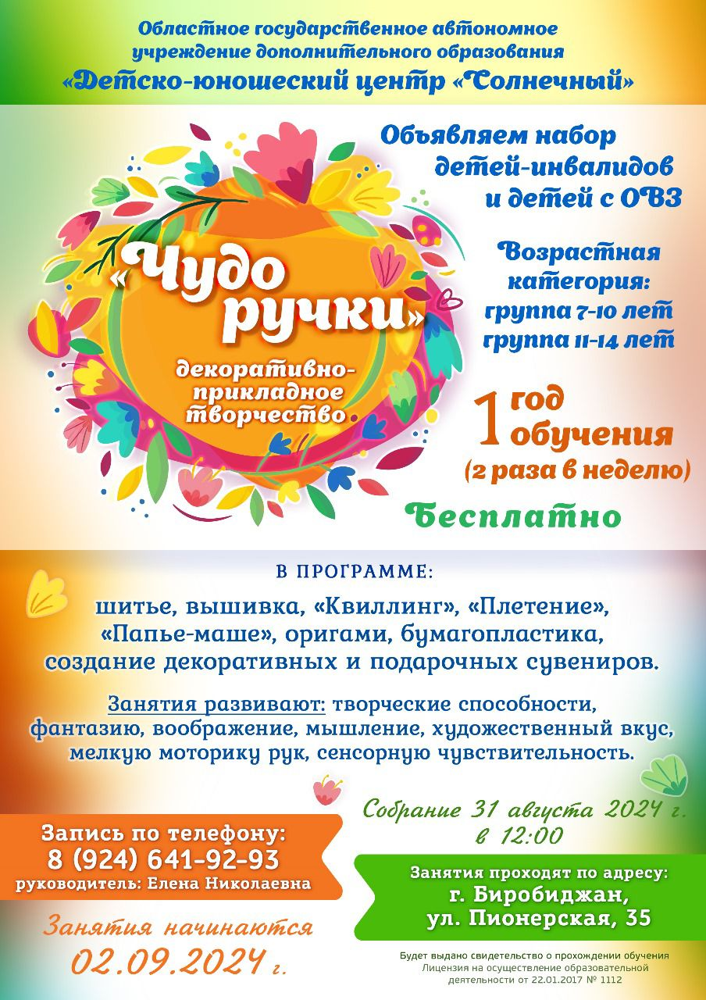 Областное государственное автономное
учреждение дополнительного образования
«Детско-юношеский центр «Солнечный»
Объявляем набор
детей-инвалидов
и детей с ОВЗ
«Чудо
ручки»
декоративно-
прикладное
творчество
Возрастная
категория:
группа 7-10 лет
группа 11-14 лет
1 год
обучения
(2 раза в неделю)
Бесплатно
В ПРОГРАММЕ:
шитье, вышивка, «Квиллинг», «Плетение»,
«Папье-маше», оригами, бумагопластика,
создание декоративных и подарочных сувениров.
Занятия развивают: творческие способности,
фантазию, воображение, мышление, художественный вкус,
мелкую моторику рук, сенсорную чувствительность.
Собрание 31 августа 2024 г.
в 12:00
Запись по телефону:
8 (924) 641-92-93
руководитель: Елена Николаевна
Занятия проходят по адресу:
г. Биробиджан,
ул. Пионерская, 35
Занятия начинаются
02.09.2024 г.
Будет выдано свидетельство о прохождении обучения
Лицензия на осуществление образовательной
деятельности от 22.01.2017 № 1112